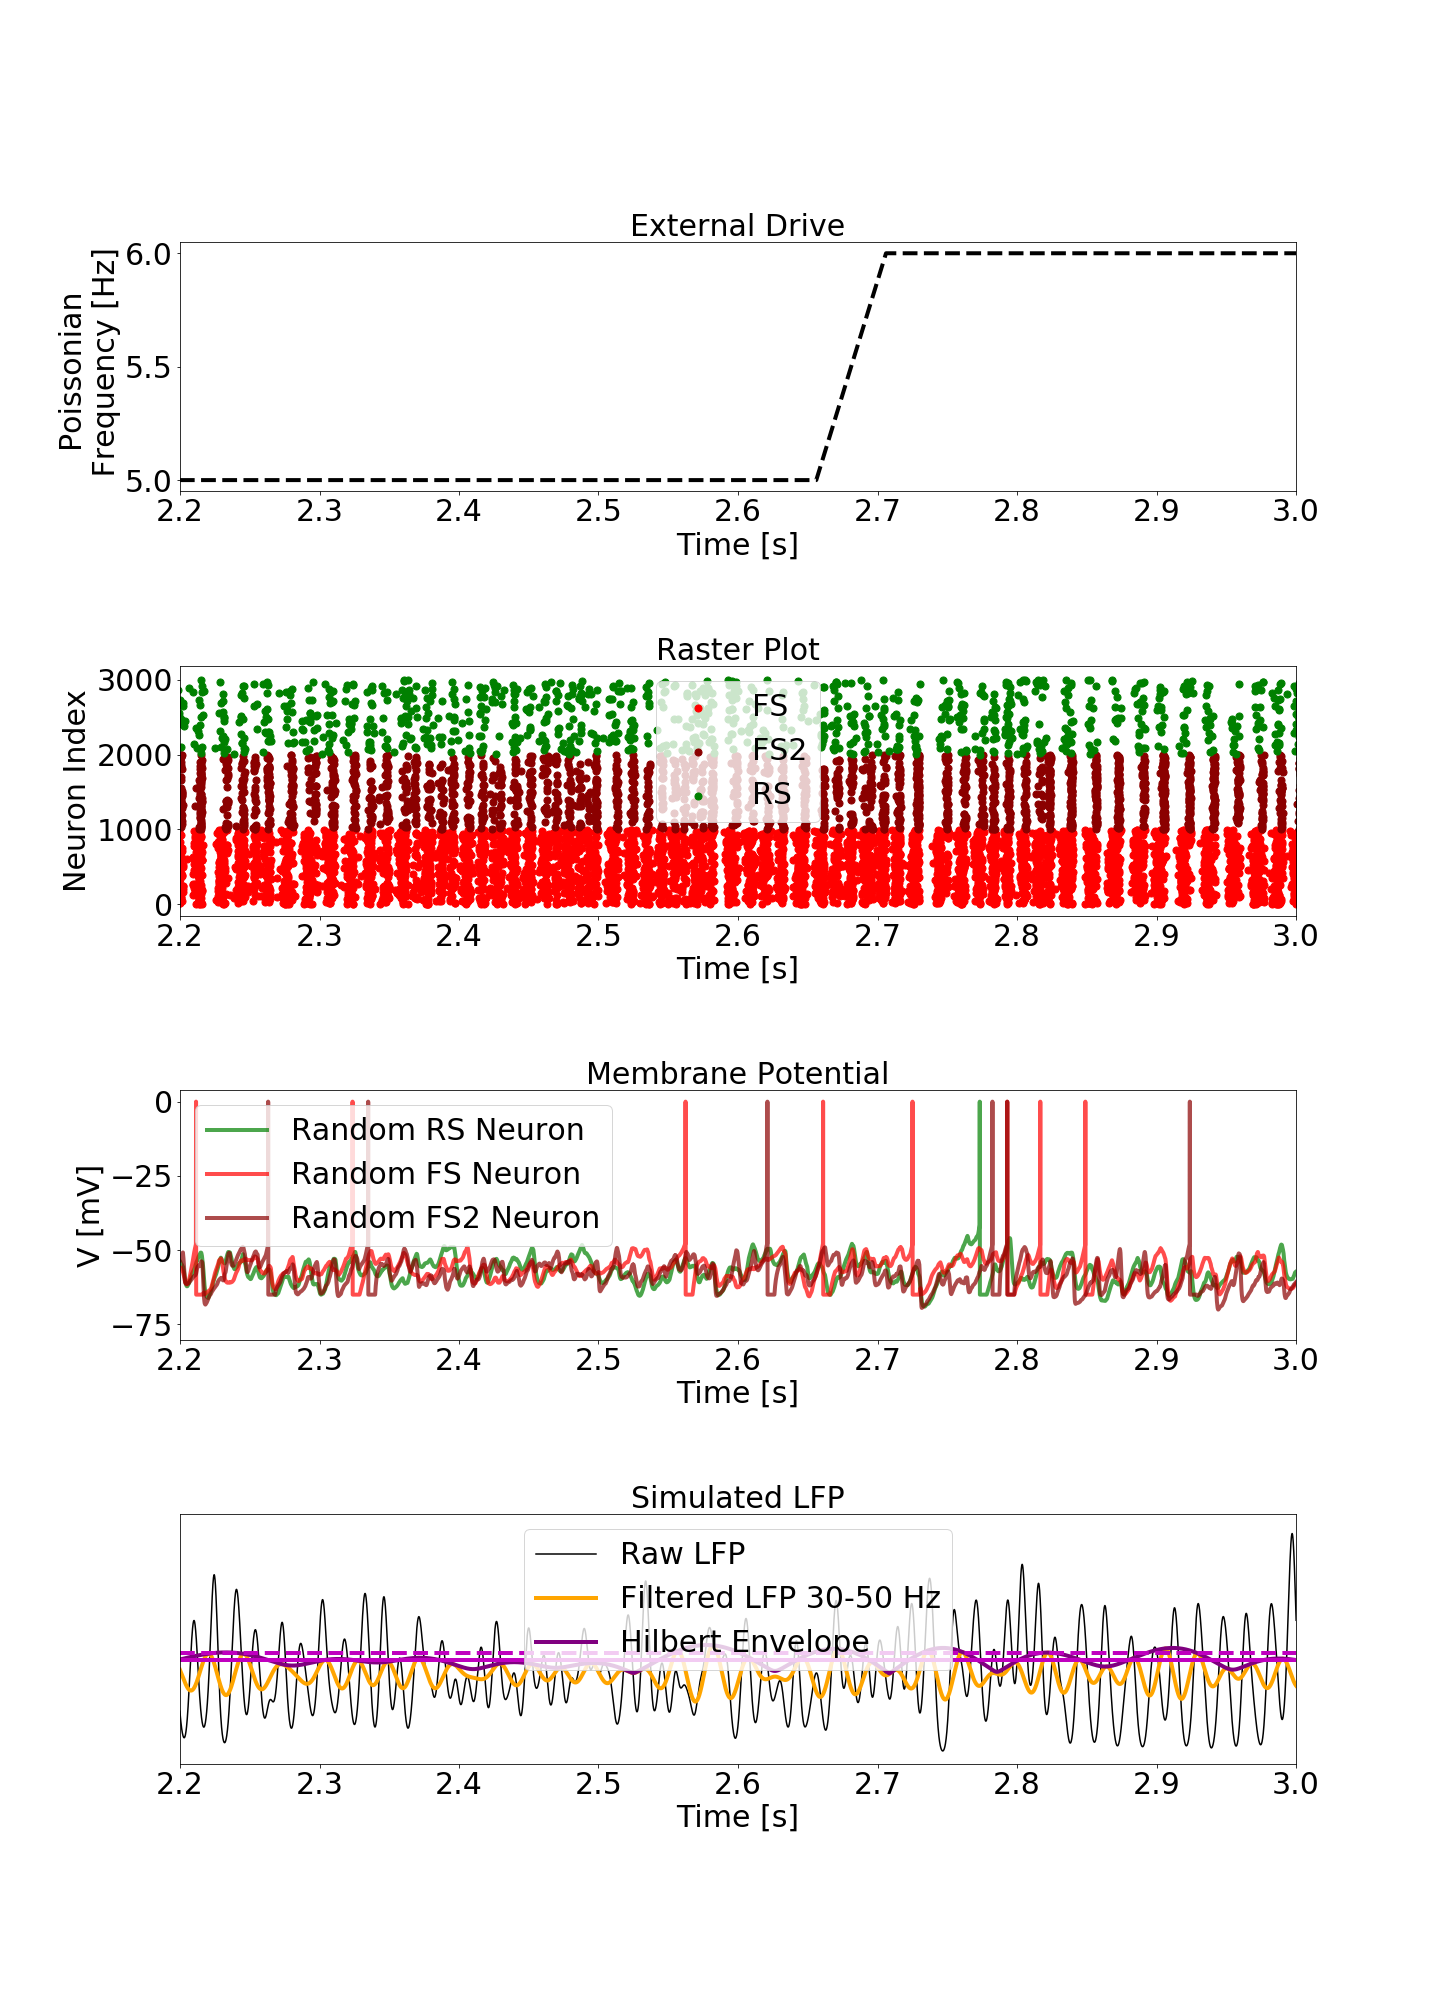 External Drive
Poissonian
Frequency [Hz]
6.0
5.5
5.0
2.2 2.3 2.4 2.5 2.6 2.7 2.8 2.9 3.0
Time [s]
Raster Plot
Neuron Index
3000
2000
1000
0
FS
FS2
RS
2.2 2.3 2.4 2.5 2.6 2.7 2.8 2.9 3.0
Time [s]
Membrane Potential
V [mV]
0
−25
−50
−75
Random RS Neuron
Random FS Neuron
Random FS2 Neuron
2.2 2.3 2.4 2.5 2.6 2.7 2.8 2.9 3.0
Time [s]
Simulated LFP
Raw LFP
Filtered LFP 30-50 Hz
Hilbert Envelope
2.2 2.3 2.4 2.5 2.6 2.7 2.8 2.9 3.0
Time [s]